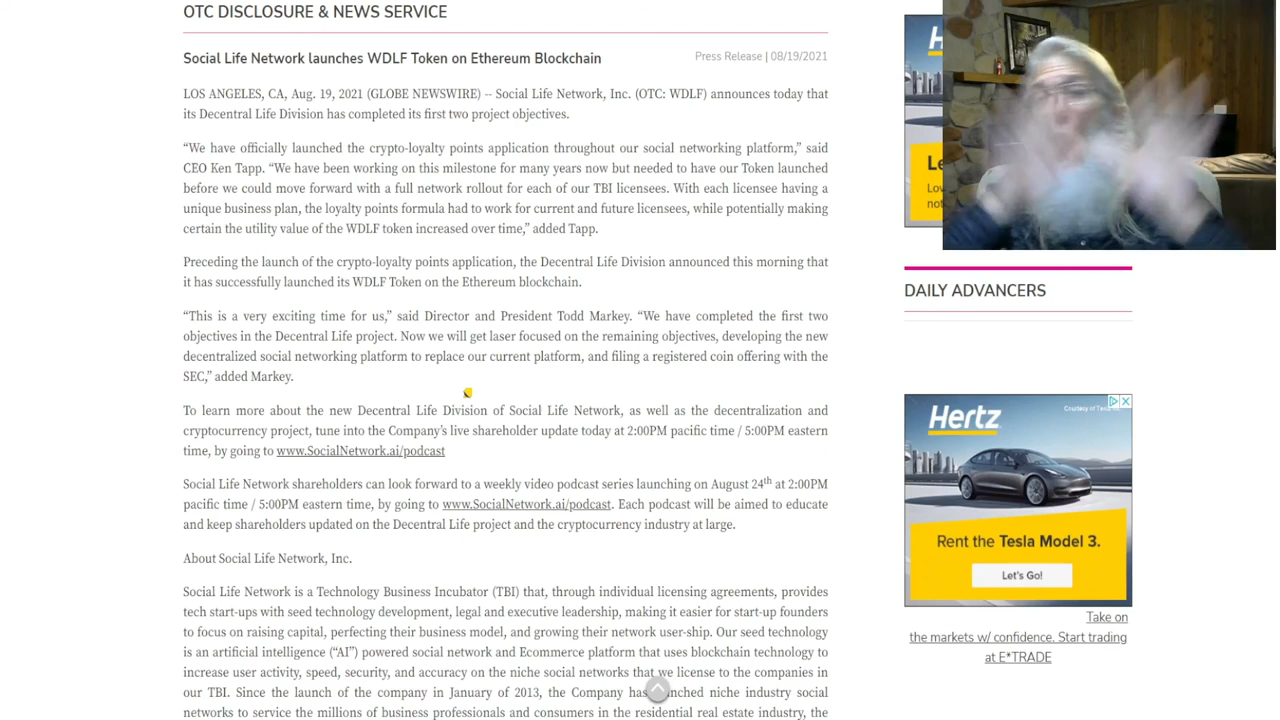 OTC DISCLOSURE & NEWS SERVICE
Social Life Network launches WDLF Token on Ethereum Blockchain
Press Release | 08/19/2021
LOS ANGELES, CA, Aug. 19, 2021 (GLOBE NEWSWIRE) -- Social Life Network, Inc. (OTC: WDLF) announces today that
its Decentral Life Division has completed its first two project objectives.
“We have officially launched the crypto-loyalty points application throughout our social networking platform,” said
CEO Ken Tapp. “We have been working on this milestone for many years now but needed to have our Token launched
before we could move forward with a full network rollout for each of our TBI licensees. With each licensee having a
unique business plan, the loyalty points formula had to work for current and future licensees, while potentially making
certain the utility value of the WDLF token increased over time,” added Tapp.
Preceding the launch of the crypto-loyalty points application, the Decentral Life Division announced this morning that
it has successfully launched its WDLF Token on the Ethereum blockchain.
“This is a very exciting time for us,” said Director and President Todd Markey. “We have completed the first two
objectives in the Decentral Life project. Now we will get laser focused on the remaining objectives, developing the new
decentralized social networking platform to replace our current platform, and filing a registered coin offering with the
SEC,” added Markey.
To learn more about the new Decentral Life Division of Social Life Network, as well as the decentralization and
cryptocurrency project, tune into the Company’s live shareholder update today at 2:00PM pacific time / 5:00PM eastern
time, by going to www.SocialNetwork.ai/podcast
Social Life Network shareholders can look forward to a weekly video podcast series launching on August 24th at 2:00PM
pacific time / 5:00PM eastern time, by going to www.SocialNetwork.ai/podcast. Each podcast will be aimed to educate
and keep shareholders updated on the Decentral Life project and the cryptocurrency industry at large.
About Social Life Network, Inc.
Social Life Network is a Technology Business Incubator (TBI) that, through individual licensing agreements, provides
tech start-ups with seed technology development, legal and executive leadership, making it easier for start-up founders
to focus on raising capital, perfecting their business model, and growing their network user-ship. Our seed technology
is an artificial intelligence (“AI”) powered social network and Ecommerce platform that uses blockchain technology to
increase user activity, speed, security, and accuracy on the niche social networks that we license to the companies in
our TBI. Since the launch of the company in January of 2013, the Company has launched niche industry social
networks to service the millions of business professionals and consumers in the residential real estate industry, the
DAILY ADVANCERS
Hertz
Courtesy of Tesla
Rent the Tesla Model 3.
Let's Go!
Take on
the markets w/ confidence. Start trading
at E*TRADE